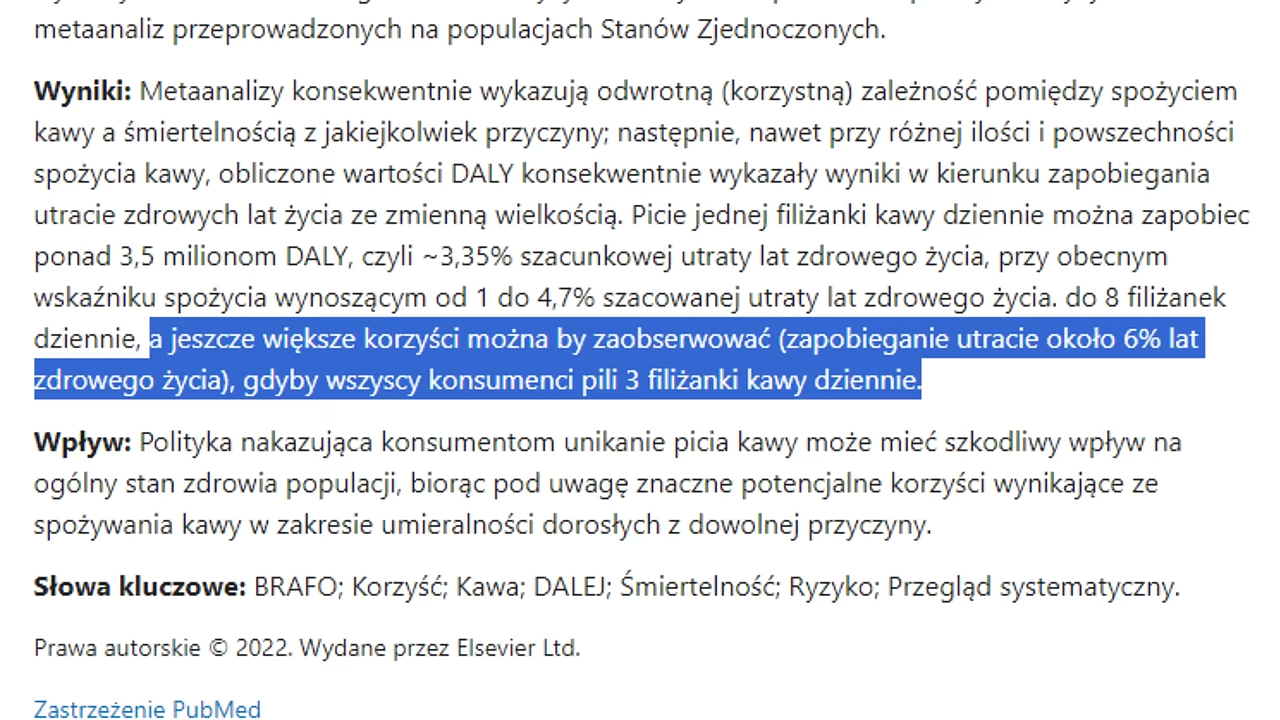 metaanaliz przeprowadzonych na populacjach Stanów Zjednoczonych.
Wyniki: Metaanalizy konsekwentnie wykazują odwrotną (korzystną) zależność pomiędzy spożyciem
kawy a śmiertelnością z jakiejkolwiek przyczyny; następnie, nawet przy różnej ilości i powszechności
spożycia kawy, obliczone wartości DALY konsekwentnie wykazały wyniki w kierunku zapobiegania
utracie zdrowych lat życia ze zmienną wielkością. Picie jednej filiżanki kawy dziennie można zapobiec
ponad 3,5 milionom DALY, czyli ~3,35% szacunkowej utraty lat zdrowego życia, przy obecnym
wskaźniku spożycia wynoszącym od 1 do 4,7% szacowanej utraty lat zdrowego życia. do 8 filiżanek
dziennie, a jeszcze większe korzyści można by zaobserwować (zapobieganie utracie około 6% lat
zdrowego życia), gdyby wszyscy konsumenci pili 3 filiżanki kawy dziennie.
Wpływ: Polityka nakazująca konsumentom unikanie picia kawy może mieć szkodliwy wpływ na
ogólny stan zdrowia populacji, biorąc pod uwagę znaczne potencjalne korzyści wynikające ze
spożywania kawy w zakresie umieralności dorosłych z dowolnej przyczyny.
Słowa kluczowe: BRAFO; Korzyść; Kawa; DALEJ; Śmiertelność; Ryzyko; Przegląd systematyczny.
Prawa autorskie © 2022. Wydane przez Elsevier Ltd.
Zastrzeżenie PubMed